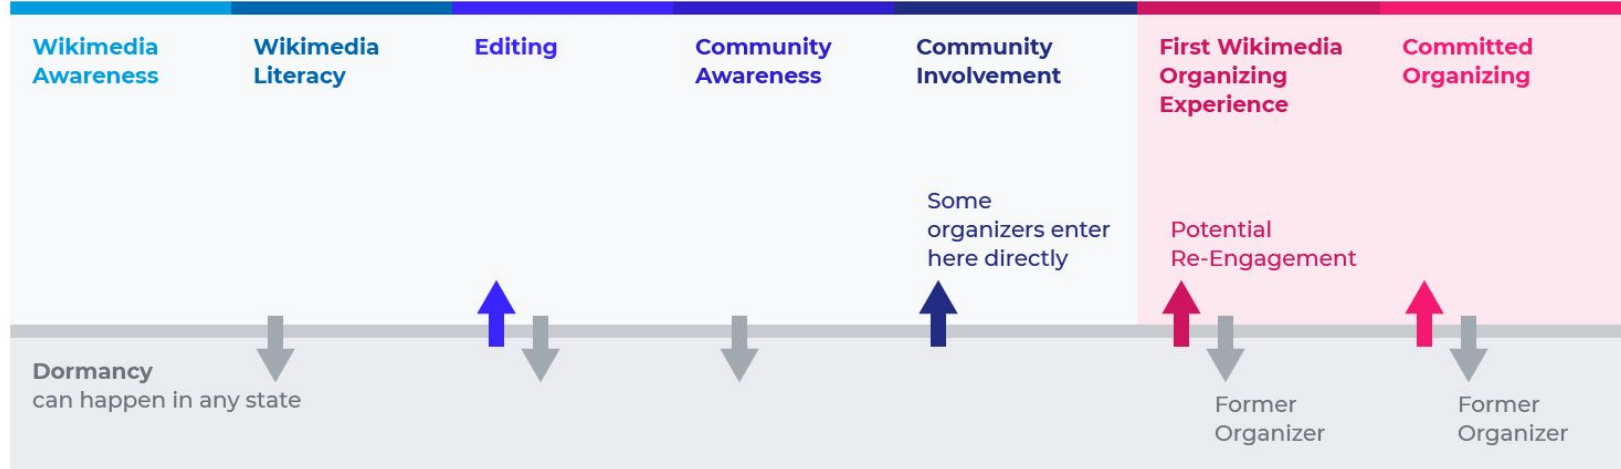 Wikimedia
Awareness
Wikimedia
Literacy
Editing
Community
Awareness
Community
Involvement
First Wikimedia
Organizing
Experience
Committed
Organizing
Some
organizers enter
here directly
Potential
Re-Engagement
Dormancy
can happen in any state
Former
Organizer
Former
Organizer